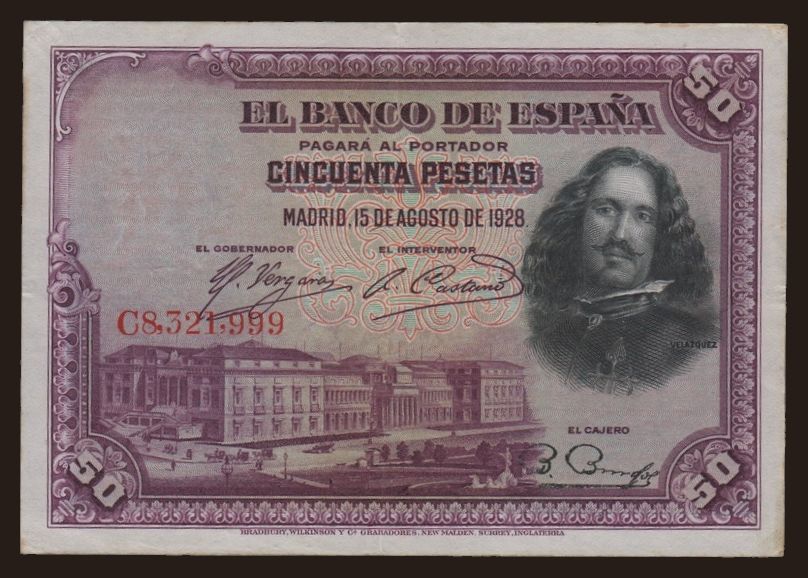 50
EL BANCO DE ESPAÑA
PAGARÁ AL PORTADOR
CINCUENTA PESETAS
MADRID, 15 DE AGOSTO DE 1928.
EL GOBERNADOR EL INTERVENTOR
C8,321,999
VELAZQUEZ
EL CAJERO
50 50
BRADBURY, WILKINSON Y Cª GRABADORES, NEW MALDEN, SURREY, INGLATERRA